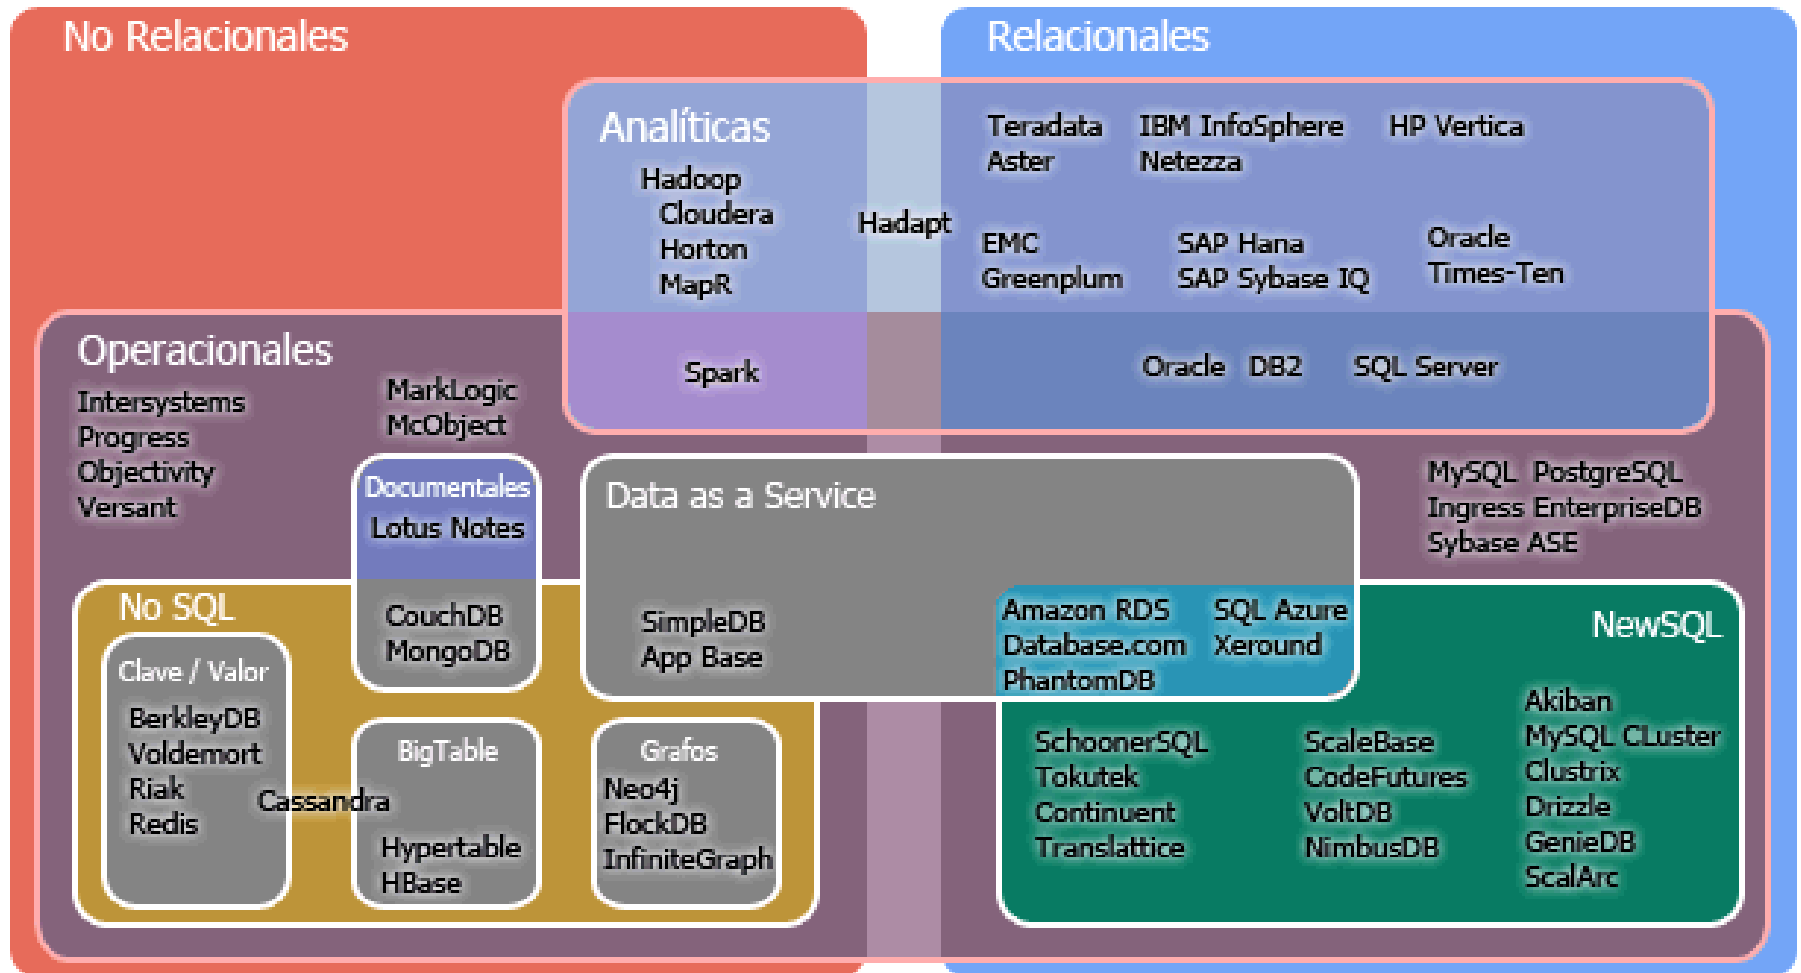 No Relacionales
Relacionales
Analíticas
Hadoop
Cloudera
Horton
MapR
Hadapt
Teradata
Aster
IBM InfoSphere
Netezza
HP Vertica
EMC
Greenplum
SAP Hana
SAP Sybase IQ
Oracle
Times-Ten
Operacionales
Intersystems
Progress
Objectivity
Versant
MarkLogic
McObject
Spark
Oracle DB2 SQL Server
Documentales
Lotus Notes
CouchDB
MongoDB
Data as a Service
SimpleDB
App Base
Amazon RDS
Database.com
PhantomDB
SQL Azure
Xeround
MySQL PostgreSQL
Ingress EnterpriseDB
Sybase ASE
No SQL
Clave / Valor
BerkleyDB
Voldemort
Riak
Redis
Cassandra
BigTable
Hypertable
HBase
Grafos
Neo4j
FlockDB
InfiniteGraph
NewSQL
SchoonerSQL
Tokutek
Continuent
Translattice
ScaleBase
CodeFutures
VoltDB
NimbusDB
Akiban
MySQL CLuster
Clustrix
Drizzle
GenieDB
ScalArc